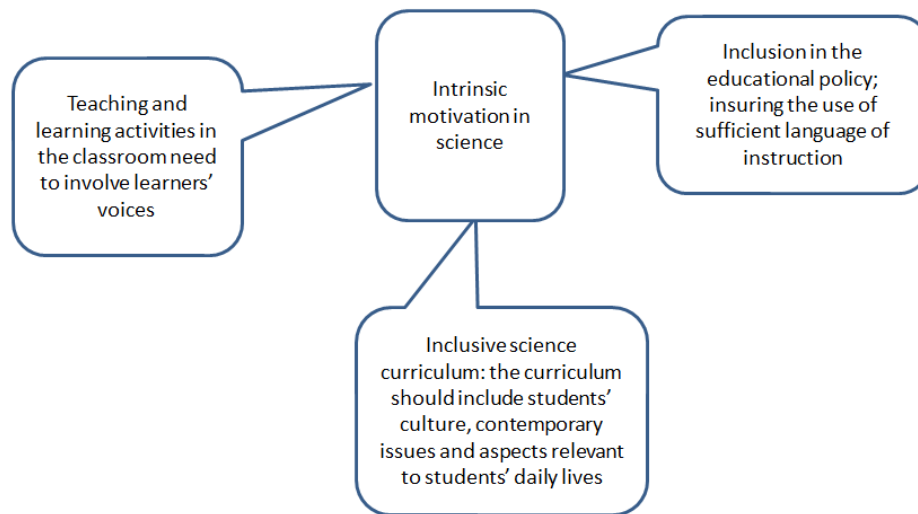 Teaching and
learning activities in
the classroom need
to involve learners’
voices
Intrinsic
motivation in
science
Inclusion in the
educational policy;
insuring the use of
sufficient language of
instruction
Inclusive science
curriculum: the curriculum
should include students’
culture, contemporary
issues and aspects relevant
to students’ daily lives